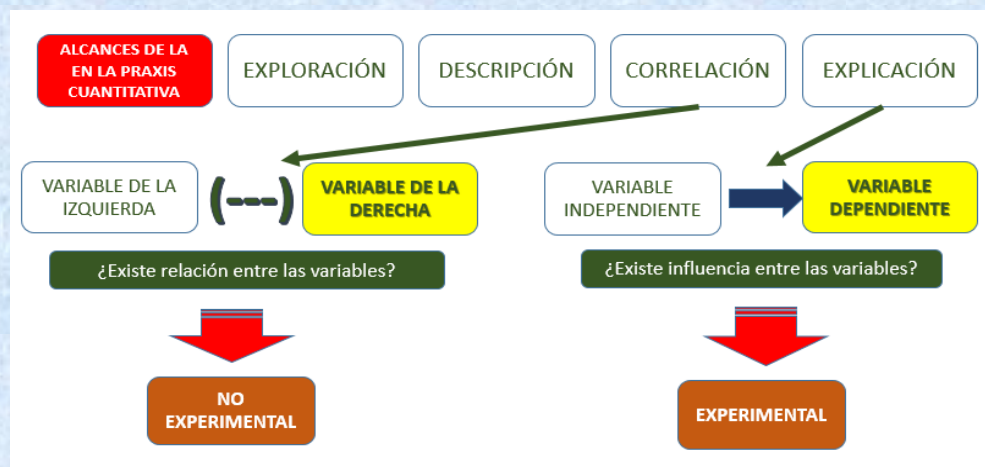 ALCANCES DE LA
EN LA PRAXIS
CUANTITATIVA
EXPLORACIÓN
DESCRIPCIÓN
CORRELACIÓN
EXPLICACIÓN
VARIABLE DE LA
IZQUIERDA
(---)
VARIABLE DE LA
DERECHA
VARIABLE
INDEPENDIENTE
VARIABLE
DEPENDIENTE
¿Existe relación entre las variables?
¿Existe influencia entre las variables?
NO
EXPERIMENTAL
EXPERIMENTAL